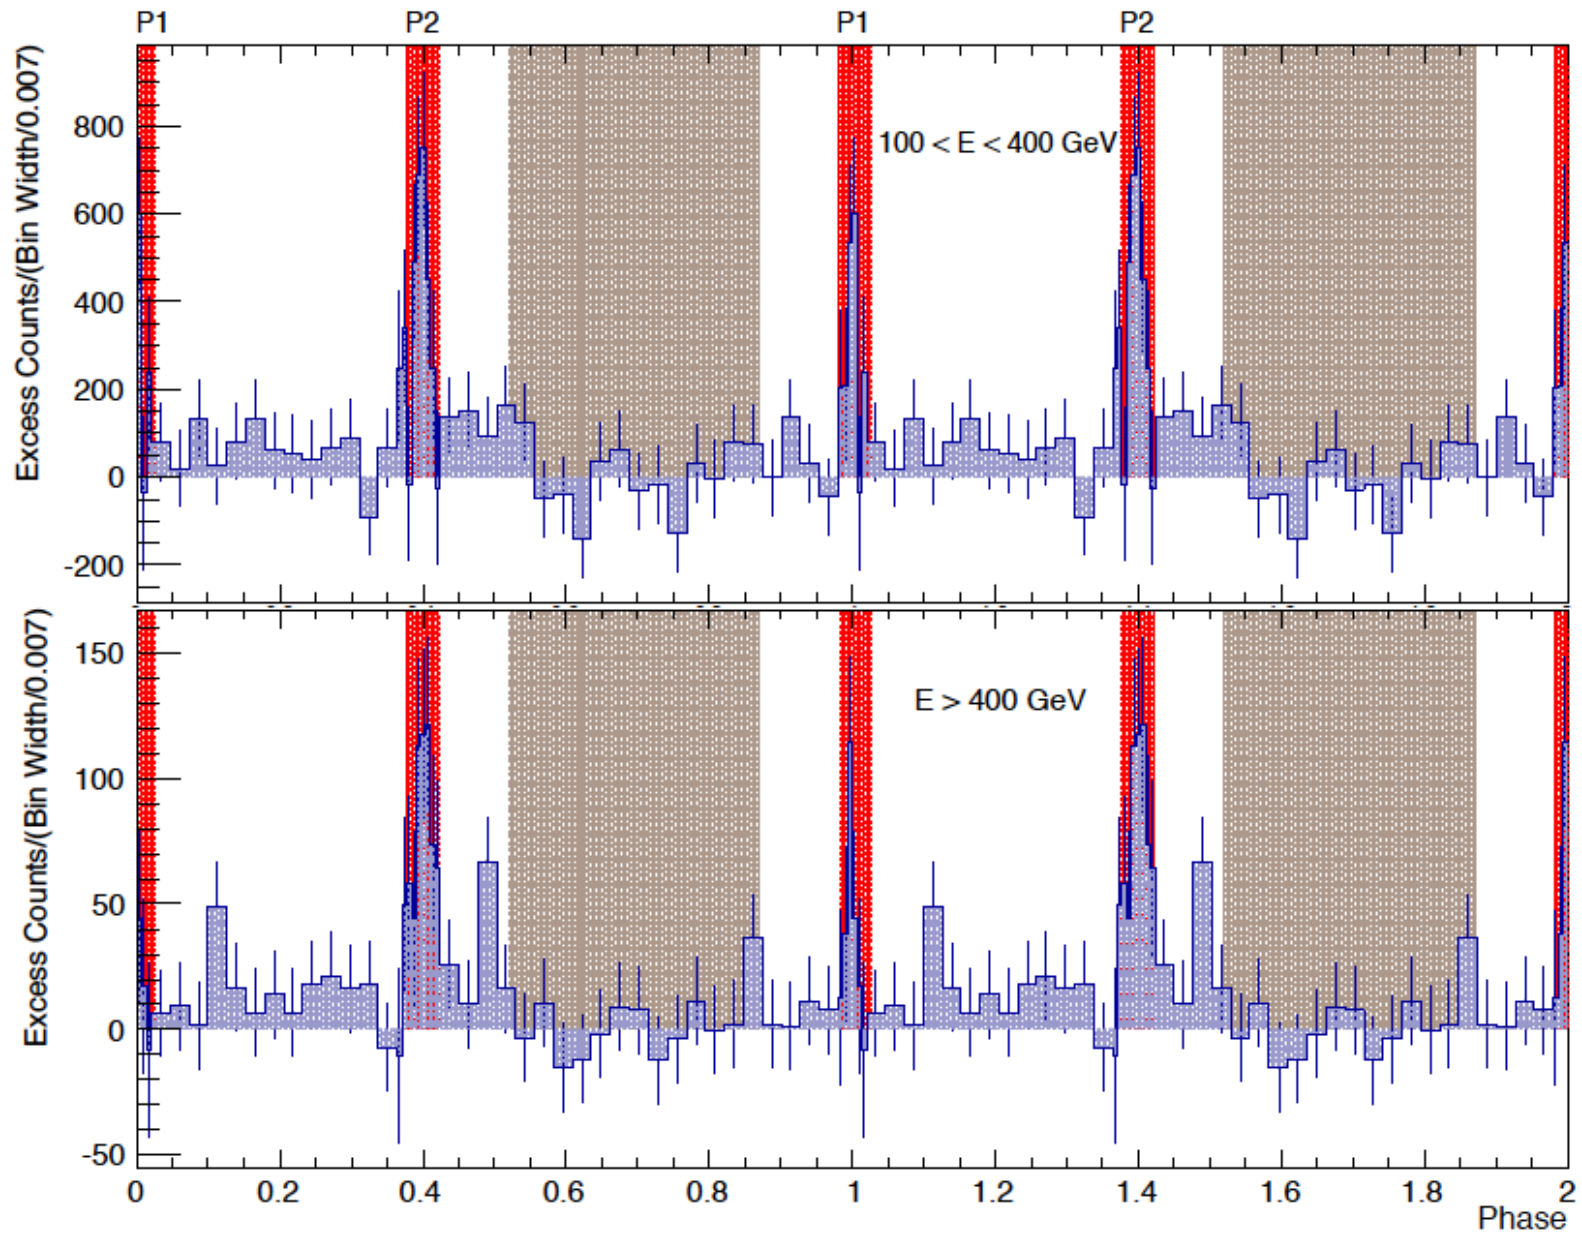 P1 P2 P1 P2
Excess Counts/(Bin Width/0.007)
800
600
400
200
0
-200
100 < E < 400 GeV
Excess Counts/(Bin Width/0.007)
150
100
50
0
-50
E > 400 GeV
0 0.2 0.4 0.6 0.8 1 1.2 1.4 1.6 1.8 2
Phase